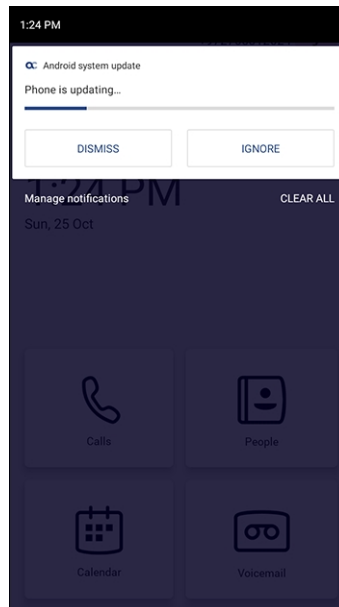 1:24 PM
Android system update
Phone is updating...
DISMISS
IGNORE
1:24 PM
Manage notifications
CLEAR ALL
Sun, 25 Oct
Calls
People
Calendar
Voicemail